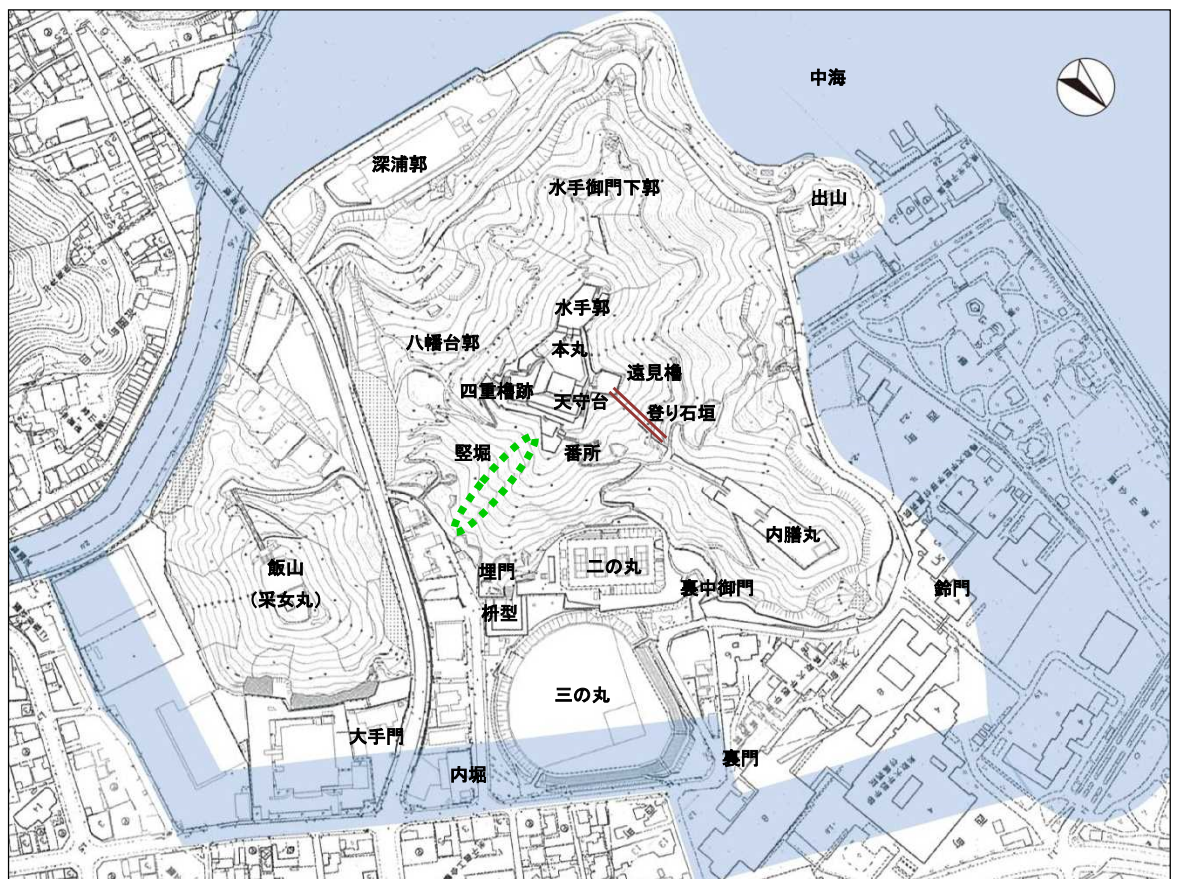 中海
深浦郭
水手御門下郭
出山
水手郭
八幡台郭
本丸
遠見櫓
四重櫓跡
天守台
登り石垣
竪堀
番所
内膳丸
飯山
(采女丸)
埋門
二の丸
裏中御門
鈴門
枡型
三の丸
大手門
裏門
内堀